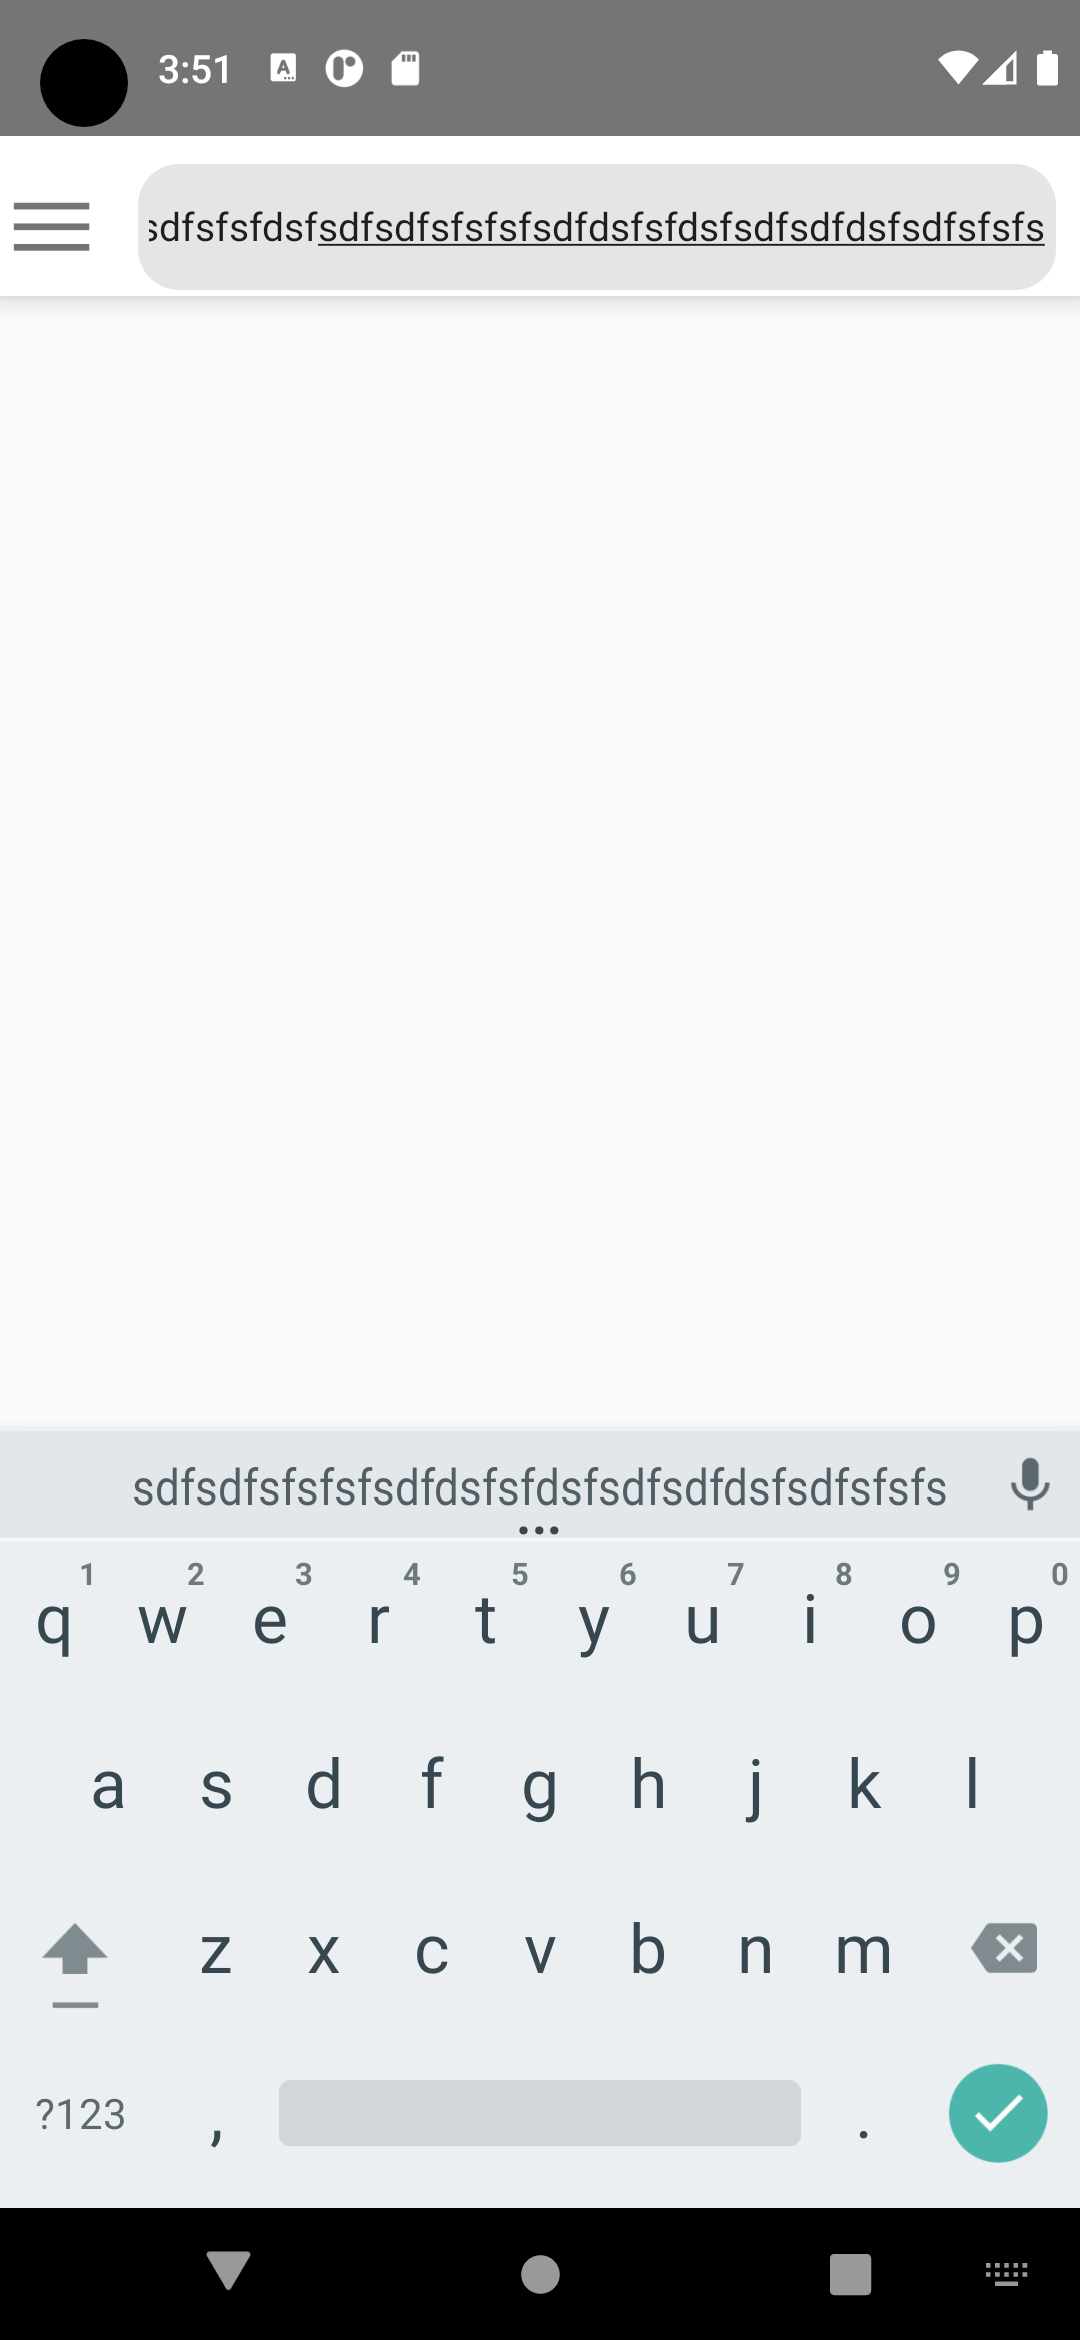 3:51
sdfsfsfdsfsdfsdfsfsfsfsdfdsfsfdsfsdfsdfdsfsdfsfsfs
sdfsdfsfsfsfsdfdsfsfdsfsdfsdfdsfsdfsfsfs
1 2 3 4 5 6 7 8 9 0
q w e r t y u i o p
a s d f g h j k l
z x c v b n m
?123 , .